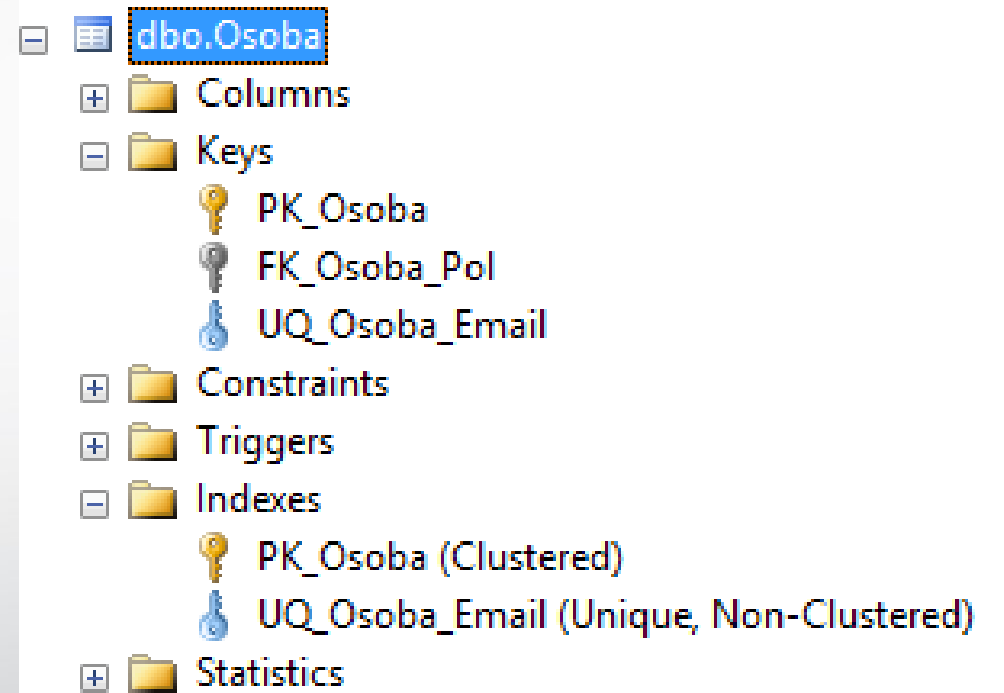 dbo.Osoba
Columns
Keys
PK_Osoba
FK_Osoba_Pol
UQ_Osoba_Email
Constraints
Triggers
Indexes
PK_Osoba (Clustered)
UQ_Osoba_Email (Unique, Non-Clustered)
Statistics